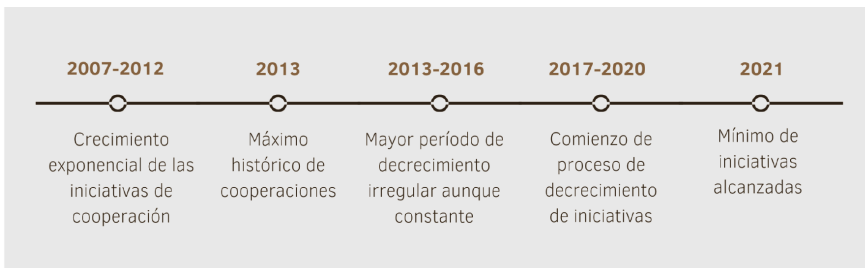 2007-2012
Crecimiento
exponencial de las
iniciativas de
cooperación
2013
Máximo
histórico de
cooperaciones
2013-2016
Mayor período de
decrecimiento
irregular aunque
constante
2017-2020
Comienzo de
proceso de
decrecimiento
de iniciativas
2021
Mínimo de
iniciativas
alcanzadas